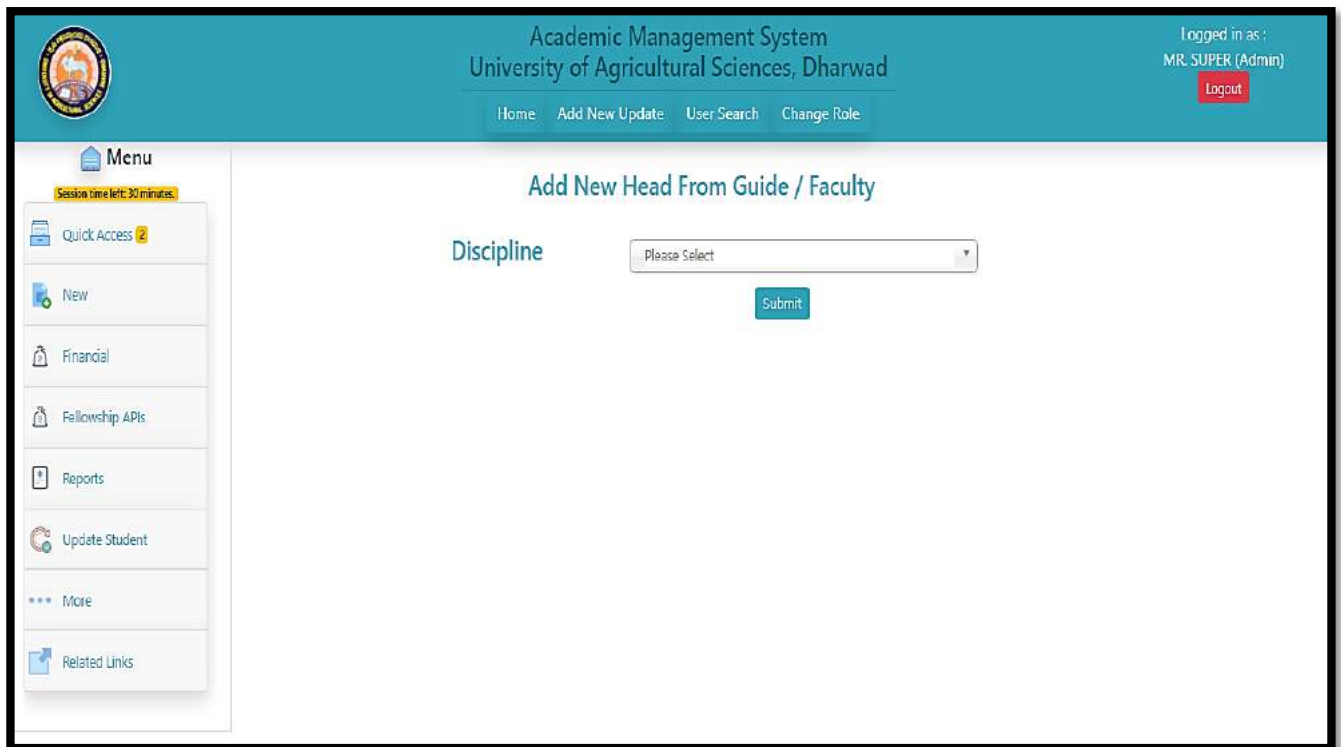 Academic Management System
University of Agricultural Sciences, Dharwad
Home Add New Update User Search Change Role
Logged in as :
MR. SUPER (Admin)
Logout
Menu
Session time left: 30 minutes.
Quick Access 2
New
Financial
Fellowship APIs
Reports
Update Student
More
Related Links
Add New Head From Guide / Faculty
Discipline Please Select
Submit